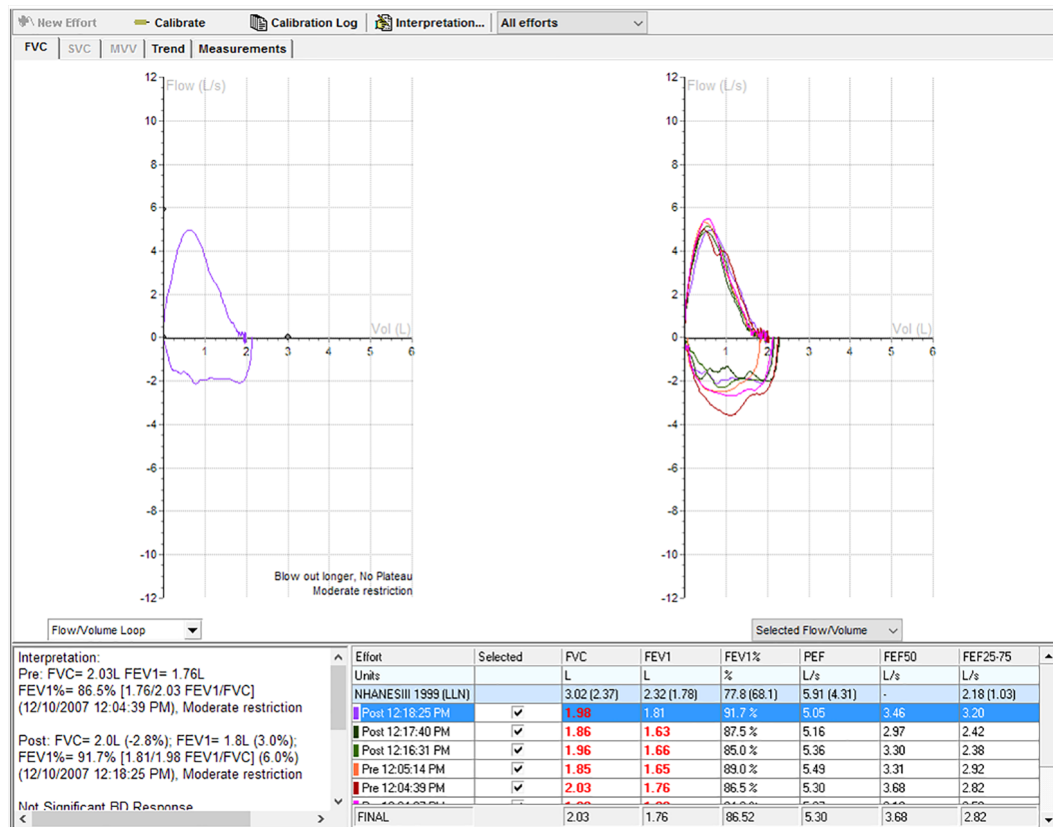 New Effort Calibrate Calibration Log Interpretation... All efforts
FVC SVC MVV Trend Measurements
12 Flow (L/s)
10
8
6
4
2
0 1 2 3 4 5 6 Vol (L)
-2
-4
-6
-8
-10
-12
Blow out longer, No Plateau
Moderate restriction
12 Flow (L/s)
10
8
6
4
2
0 1 2 3 4 5 6 Vol (L)
-2
-4
-6
-8
-10
-12
Flow/Volume Loop
Selected Flow/Volume
Interpretation:
Pre: FVC= 2.03L FEV1= 1.76L
FEV1%= 86.5% [1.76/2.03 FEV1/FVC]
(12/10/2007 12:04:39 PM), Moderate restriction
Post: FVC= 2.0L (-2.8%); FEV1= 1.8L (3.0%);
FEV1%= 91.7% [1.81/1.98 FEV1/FVC] (6.0%)
(12/10/2007 12:18:25 PM), Moderate restriction
Not Significant BD Response
Effort Selected FVC FEV1 FEV1% PEF FEF50 FEF25-75
Units L L % L/s L/s L/s
NHANESIII 1999 (LLN) 3.02 (2.37) 2.32 (1.78) 77.8 (68.1) 5.91 (4.31) - 2.18 (1.03)
Post 12:18:25 PM 1.98 1.81 91.7 % 5.05 3.46 3.20
Post 12:17:40 PM 1.86 1.63 87.5 % 5.16 2.97 2.42
Post 12:16:31 PM 1.96 1.66 85.0 % 5.36 3.30 2.38
Pre 12:05:14 PM 1.85 1.65 89.0 % 5.49 3.31 2.92
Pre 12:04:39 PM 2.03 1.76 86.5 % 5.30 3.68 2.82
FINAL 2.03 1.76 86.52 5.30 3.68 2.82